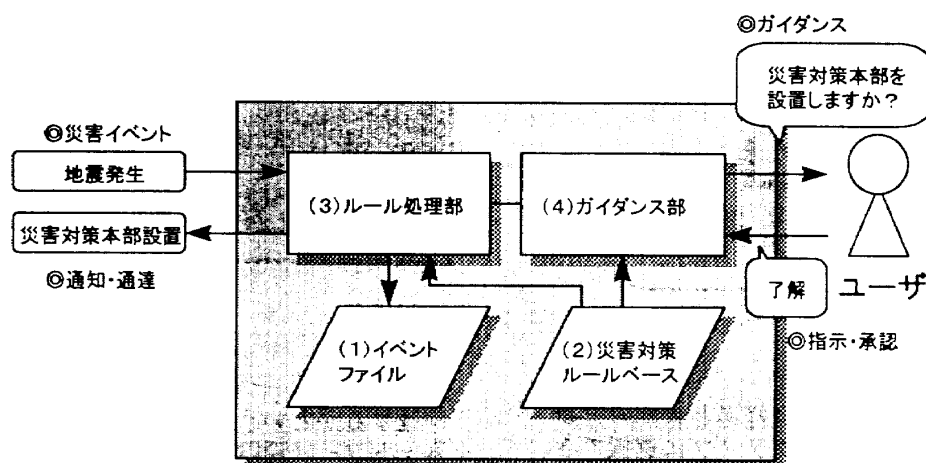 ◎ガイダンス
災害対策本部を
設置しますか?
◎災害イベント
地震発生
(3)ルール処理部
(4)ガイダンス部
災害対策本部設置
◎通知・通達
了解
ユーザ
◎指示・承認
(1)イベント
ファイル
(2)災害対策
ルールベース